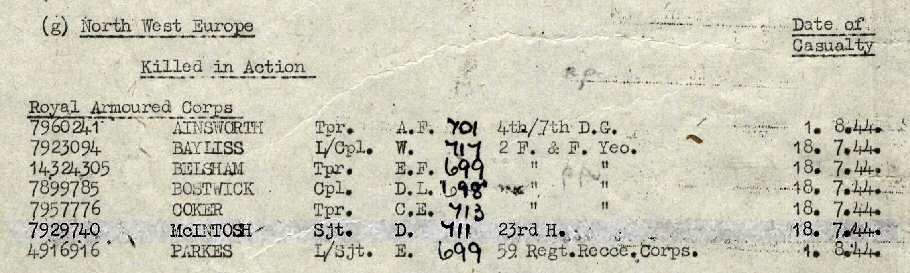 (g) North West Europe Date of
Casualty
Killed in Action
Royal Armoured Corps
7960241 AINSWORTH Tpr. A.F. 701 4th/7th D.G. 1. 8.44.
7923094 BAYLISS L/Cpl. W. 717 2 F. & F. Yeo. 18. 7.44.
14324305 BELSHAM Tpr. E.F. 699 " " 18. 7.44.
7899785 BOSTWICK Cpl. D.L. 698 " " 18. 7.44.
7957776 COKER Tpr. C.E. 713 " " 18. 7.44.
7929740 McINTOSH Sjt. D. 711 23rd H. 18. 7.44.
4916916 PARKES L/Sjt. E. 699 59 Regt.Recce.Corps. 1. 8.44.